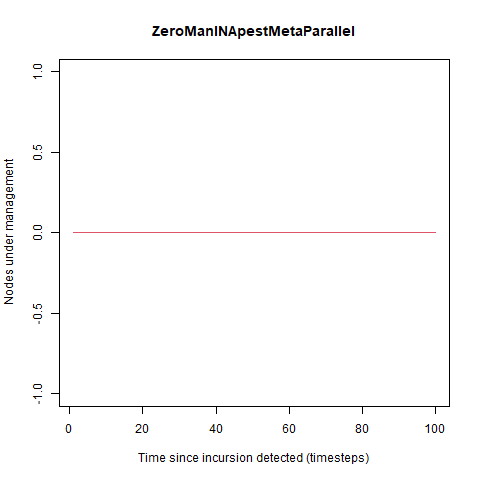 ZeroManINApestMetaParallel
Nodes under management
1.0
0.5
0.0
-0.5
-1.0
0 20 40 60 80 100
Time since incursion detected (timesteps)